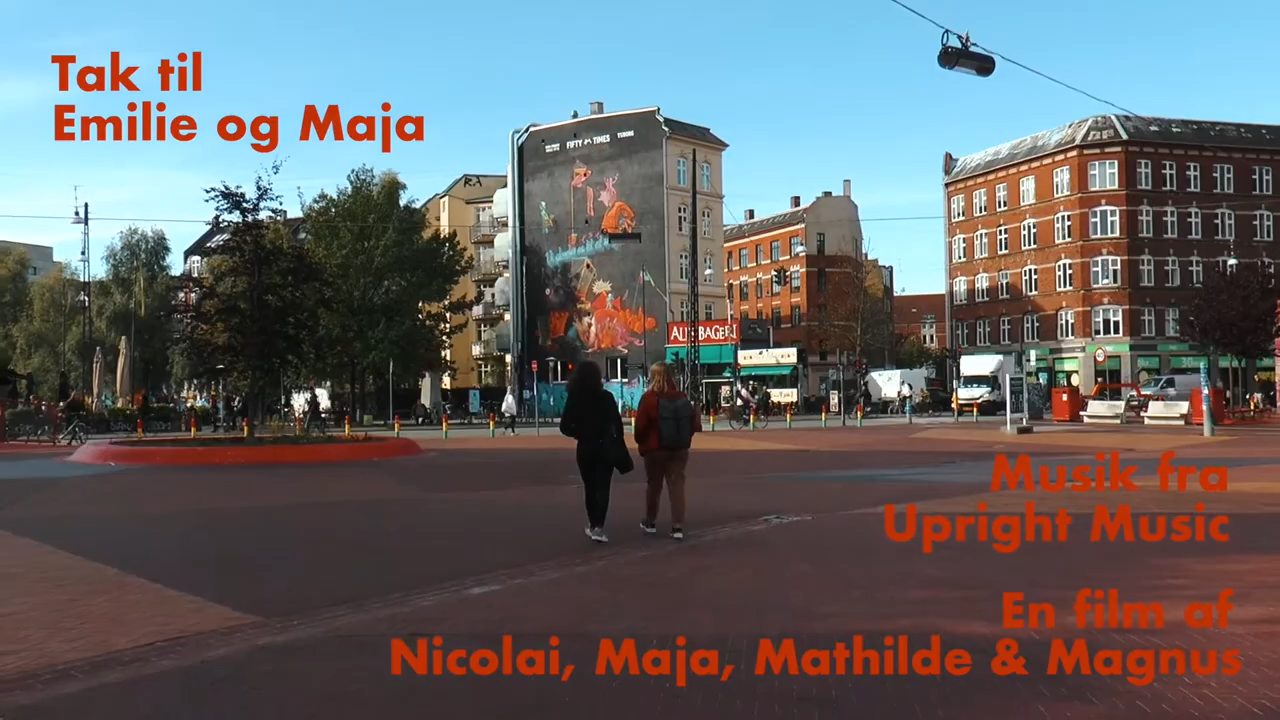 Tak til
Emilie og Maja
FIFTY TIMES
TUBORG
BAGERI
Musik fra
Upright Music
En film af
Nicolai, Maja, Mathilde & Magnus